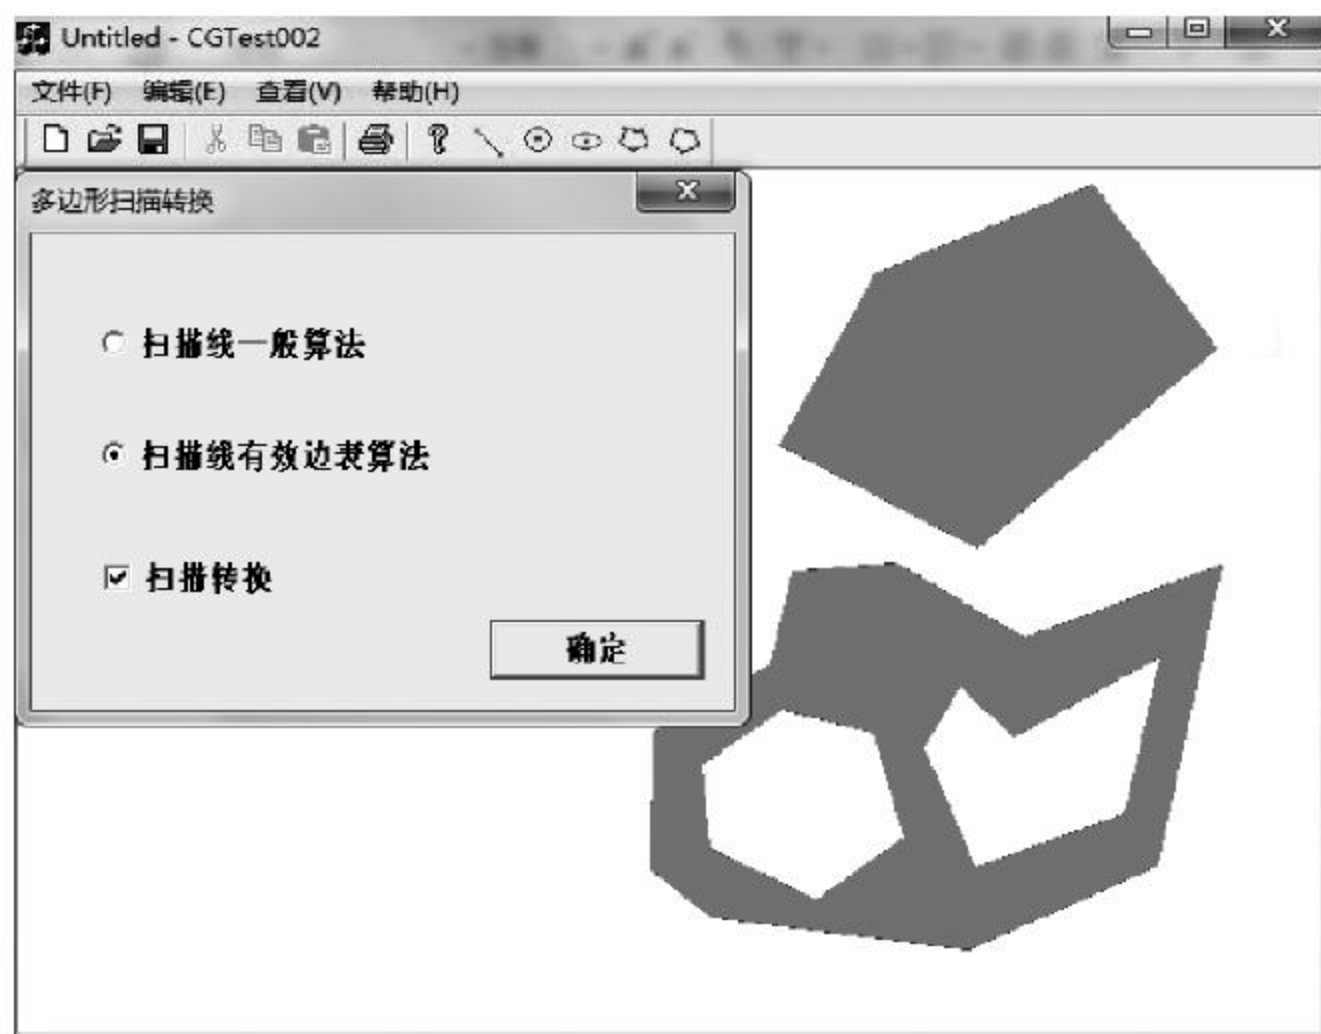 Untitled - CGTest002
文件(F) 编辑(E) 查看(V) 帮助(H)
多边形扫描转换
扫描线一般算法
扫描线有效边表算法
扫描转换
确定